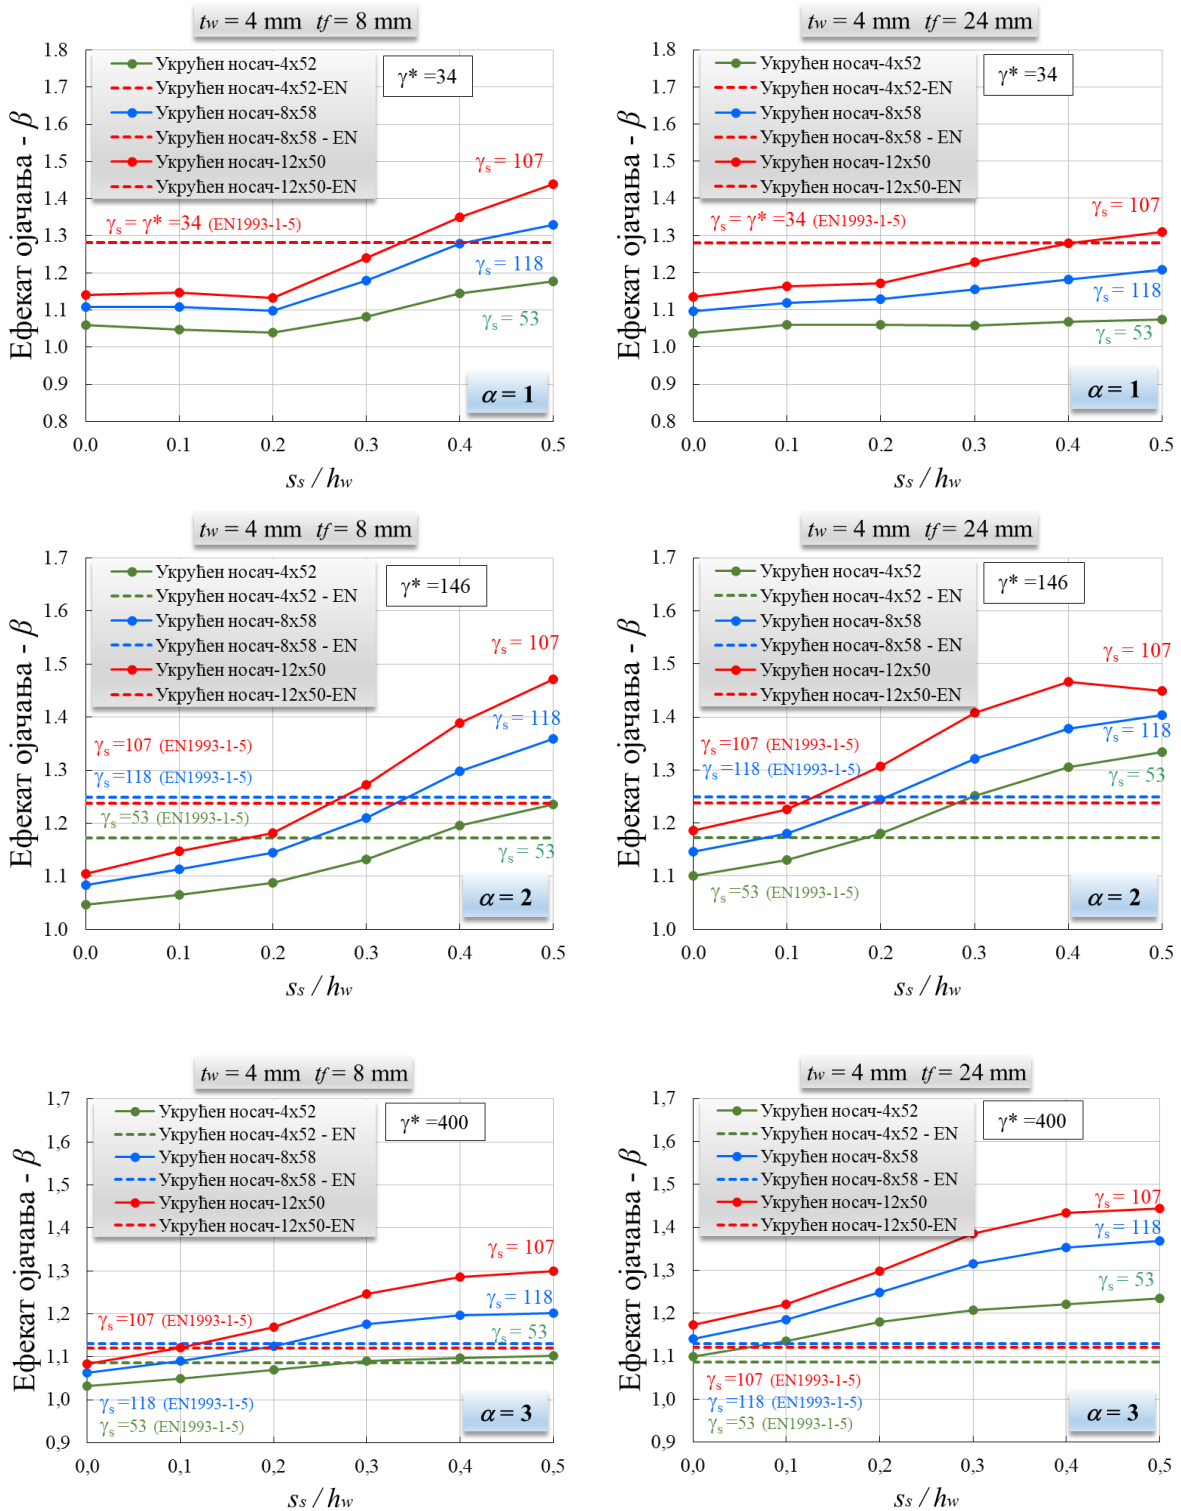 tw = 4 mm tf = 8 mm
Ефекат ојачања - β
1.8
1.7
1.6
1.5
1.4
1.3
1.2
1.1
1.0
0.9
0.8
Укрућен носач-4x52
Укрућен носач-4x52-EN
Укрућен носач-8x58
Укрућен носач-8x58 - EN
Укрућен носач-12x50
Укрућен носач-12x50-EN
γ* =34
γs = 107
γs = γ* =34 (EN1993-1-5)
γs = 118
γs = 53
α = 1
0.0 0.1 0.2 0.3 0.4 0.5
ss / hw
tw = 4 mm tf = 24 mm
Ефекат ојачања - β
1.8
1.7
1.6
1.5
1.4
1.3
1.2
1.1
1.0
0.9
0.8
Укрућен носач-4x52
Укрућен носач-4x52-EN
Укрућен носач-8x58
Укрућен носач-8x58 - EN
Укрућен носач-12x50
Укрућен носач-12x50-EN
γ* =34
γs = 107
γs = γ* =34 (EN1993-1-5)
γs = 118
γs = 53
α = 1
0.0 0.1 0.2 0.3 0.4 0.5
ss / hw
tw = 4 mm tf = 8 mm
Ефекат ојачања - β
1.7
1.6
1.5
1.4
1.3
1.2
1.1
1.0
Укрућен носач-4x52
Укрућен носач-4x52 - EN
Укрућен носач-8x58
Укрућен носач-8x58 - EN
Укрућен носач-12x50
Укрућен носач-12x50-EN
γ* =146
γs = 107
γs = 118
γs =107 (EN1993-1-5)
γs =118 (EN1993-1-5)
γs =53 (EN1993-1-5)
γs = 53
α = 2
0.0 0.1 0.2 0.3 0.4 0.5
ss / hw
tw = 4 mm tf = 24 mm
Ефекат ојачања - β
1.7
1.6
1.5
1.4
1.3
1.2
1.1
1.0
Укрућен носач-4x52
Укрућен носач-4x52 - EN
Укрућен носач-8x58
Укрућен носач-8x58 - EN
Укрућен носач-12x50
Укрућен носач-12x50-EN
γ* =146
γs = 107
γs = 118
γs =107 (EN1993-1-5)
γs =118 (EN1993-1-5)
γs = 53
γs =53 (EN1993-1-5)
α = 2
0.0 0.1 0.2 0.3 0.4 0.5
ss / hw
tw = 4 mm tf = 8 mm
Ефекат ојачања - β
1,7
1,6
1,5
1,4
1,3
1,2
1,1
1,0
0,9
Укрућен носач-4x52
Укрућен носач-4x52 - EN
Укрућен носач-8x58
Укрућен носач-8x58 - EN
Укрућен носач-12x50
Укрућен носач-12x50-EN
γ* =400
γs = 107
γs = 118
γs =107 (EN1993-1-5)
γs = 53
γs =118 (EN1993-1-5)
γs =53 (EN1993-1-5)
α = 3
0,0 0,1 0,2 0,3 0,4 0,5
ss / hw
tw = 4 mm tf = 24 mm
Ефекат ојачања - β
1,7
1,6
1,5
1,4
1,3
1,2
1,1
1,0
0,9
Укрућен носач-4x52
Укрућен носач-4x52 - EN
Укрућен носач-8x58
Укрућен носач-8x58 - EN
Укрућен носач-12x50
Укрућен носач-12x50-EN
γ* =400
γs = 107
γs = 118
γs = 53
γs =107 (EN1993-1-5)
γs =118 (EN1993-1-5)
γs =53 (EN1993-1-5)
α = 3
0,0 0,1 0,2 0,3 0,4 0,5
ss / hw